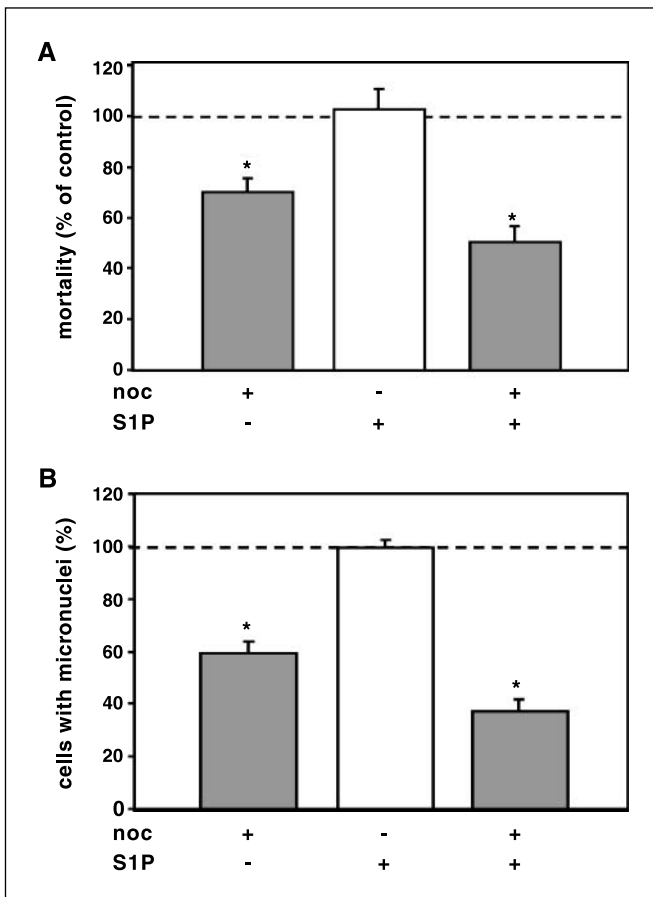 A
mortality (% of control)
120
100
80
60
40
20
0
*
*
noc + - +
S1P - + +
B
cells with micronuclei (%)
120
100
80
60
40
20
0
*
*
noc + - +
S1P - + +